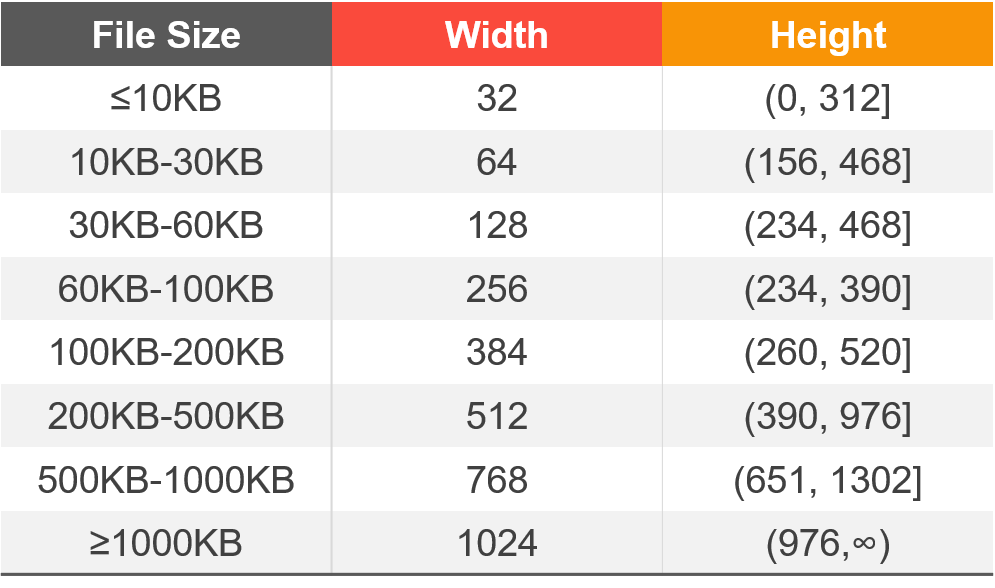 File Size Width Height
≤10KB 32 (0, 312]
10KB-30KB 64 (156, 468]
30KB-60KB 128 (234, 468]
60KB-100KB 256 (234, 390]
100KB-200KB 384 (260, 520]
200KB-500KB 512 (390, 976]
500KB-1000KB 768 (651, 1302]
≥1000KB 1024 (976,∞)